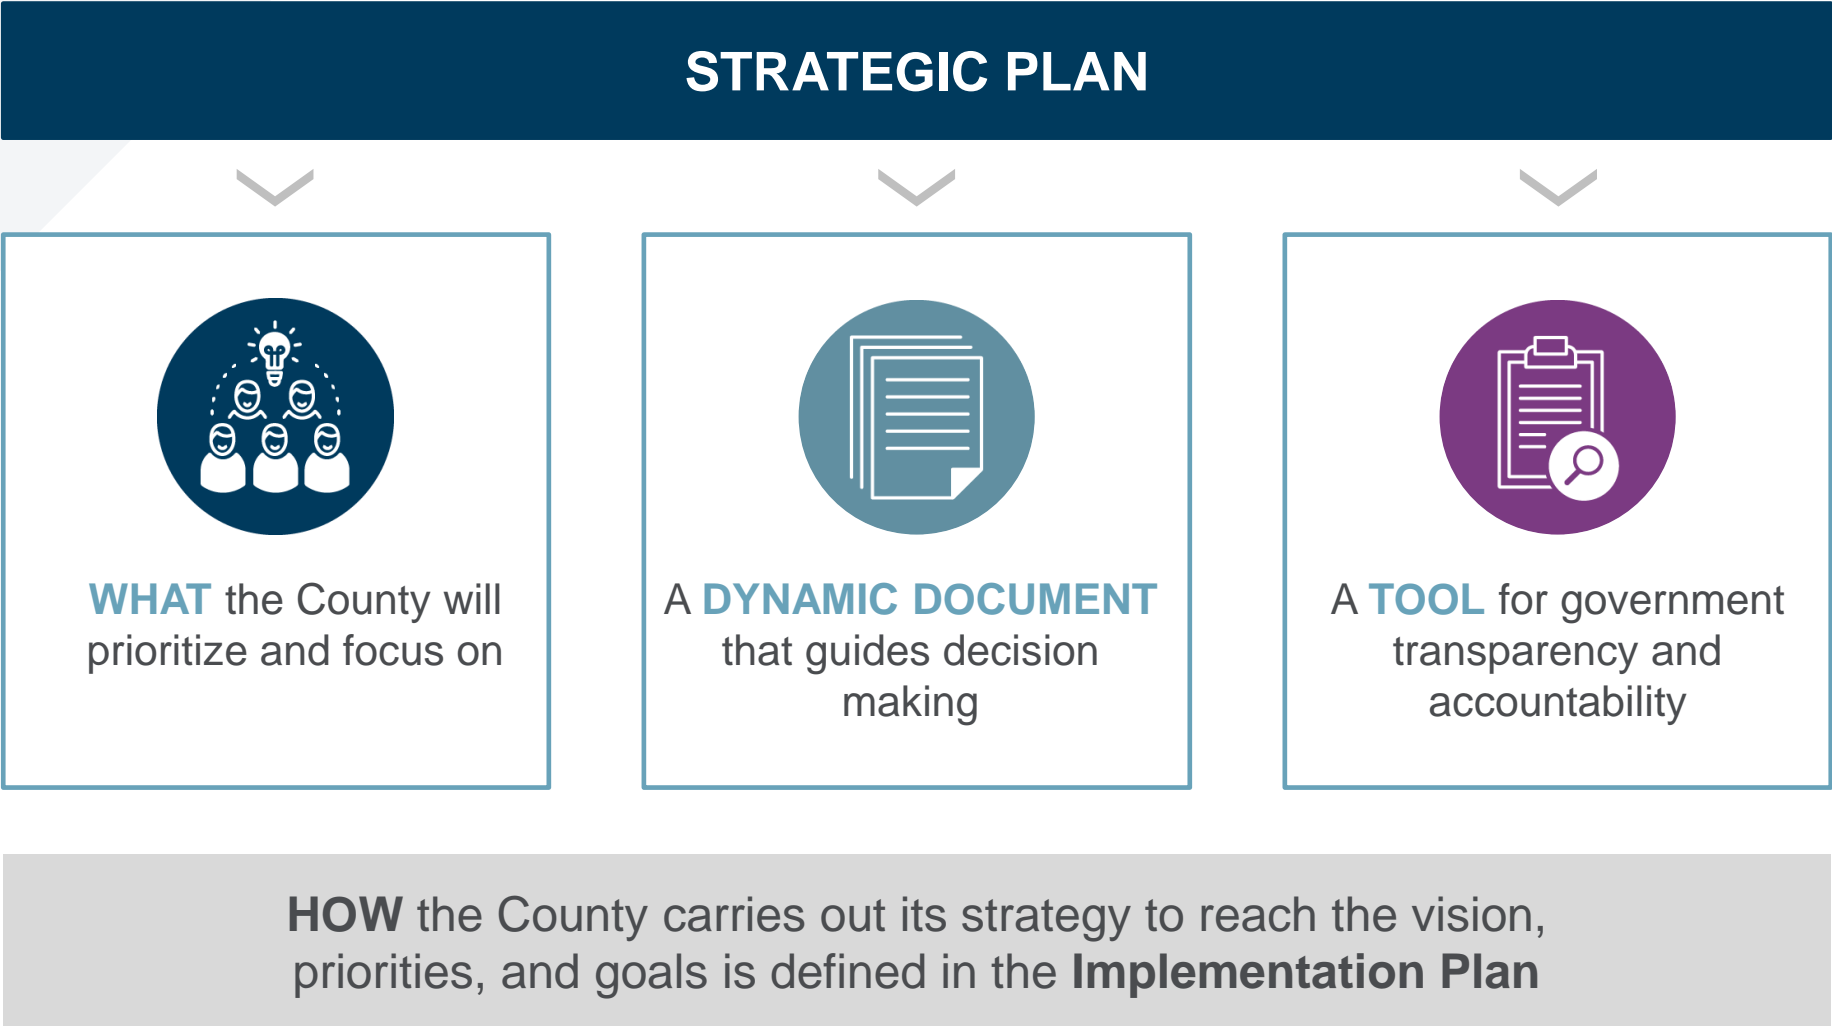 STRATEGIC PLAN
WHAT the County will
prioritize and focus on
A DYNAMIC DOCUMENT
that guides decision
making
A TOOL for government
transparency and
accountability
HOW the County carries out its strategy to reach the vision,
priorities, and goals is defined in the Implementation Plan